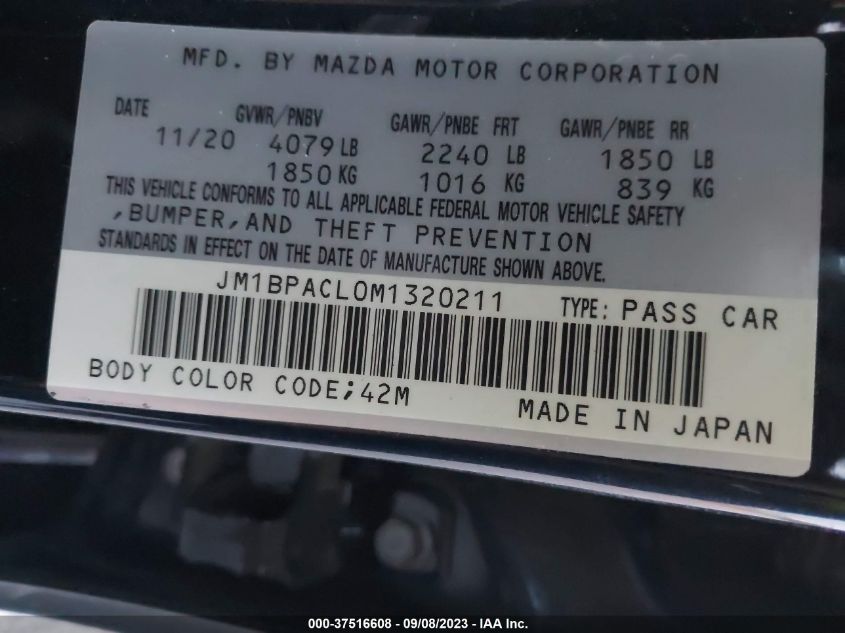 MFD. BY MAZDA MOTOR CORPORATION
DATE GVWR/PNBV GAWR/PNBE FRT GAWR/PNBE RR
11/20 4079 LB 2240 LB 1850 LB
1850 KG 1016 KG 839 KG
THIS VEHICLE CONFORMS TO ALL APPLICABLE FEDERAL MOTOR VEHICLE SAFETY
,BUMPER,AND THEFT PREVENTION
STANDARDS IN EFFECT ON THE DATE OF MANUFACTURE SHOWN ABOVE.
JM1BPACL0M1320211 TYPE: PASS CAR
BODY COLOR CODE;42M MADE IN JAPAN
000-37516608 - 09/08/2023 - IAA Inc.